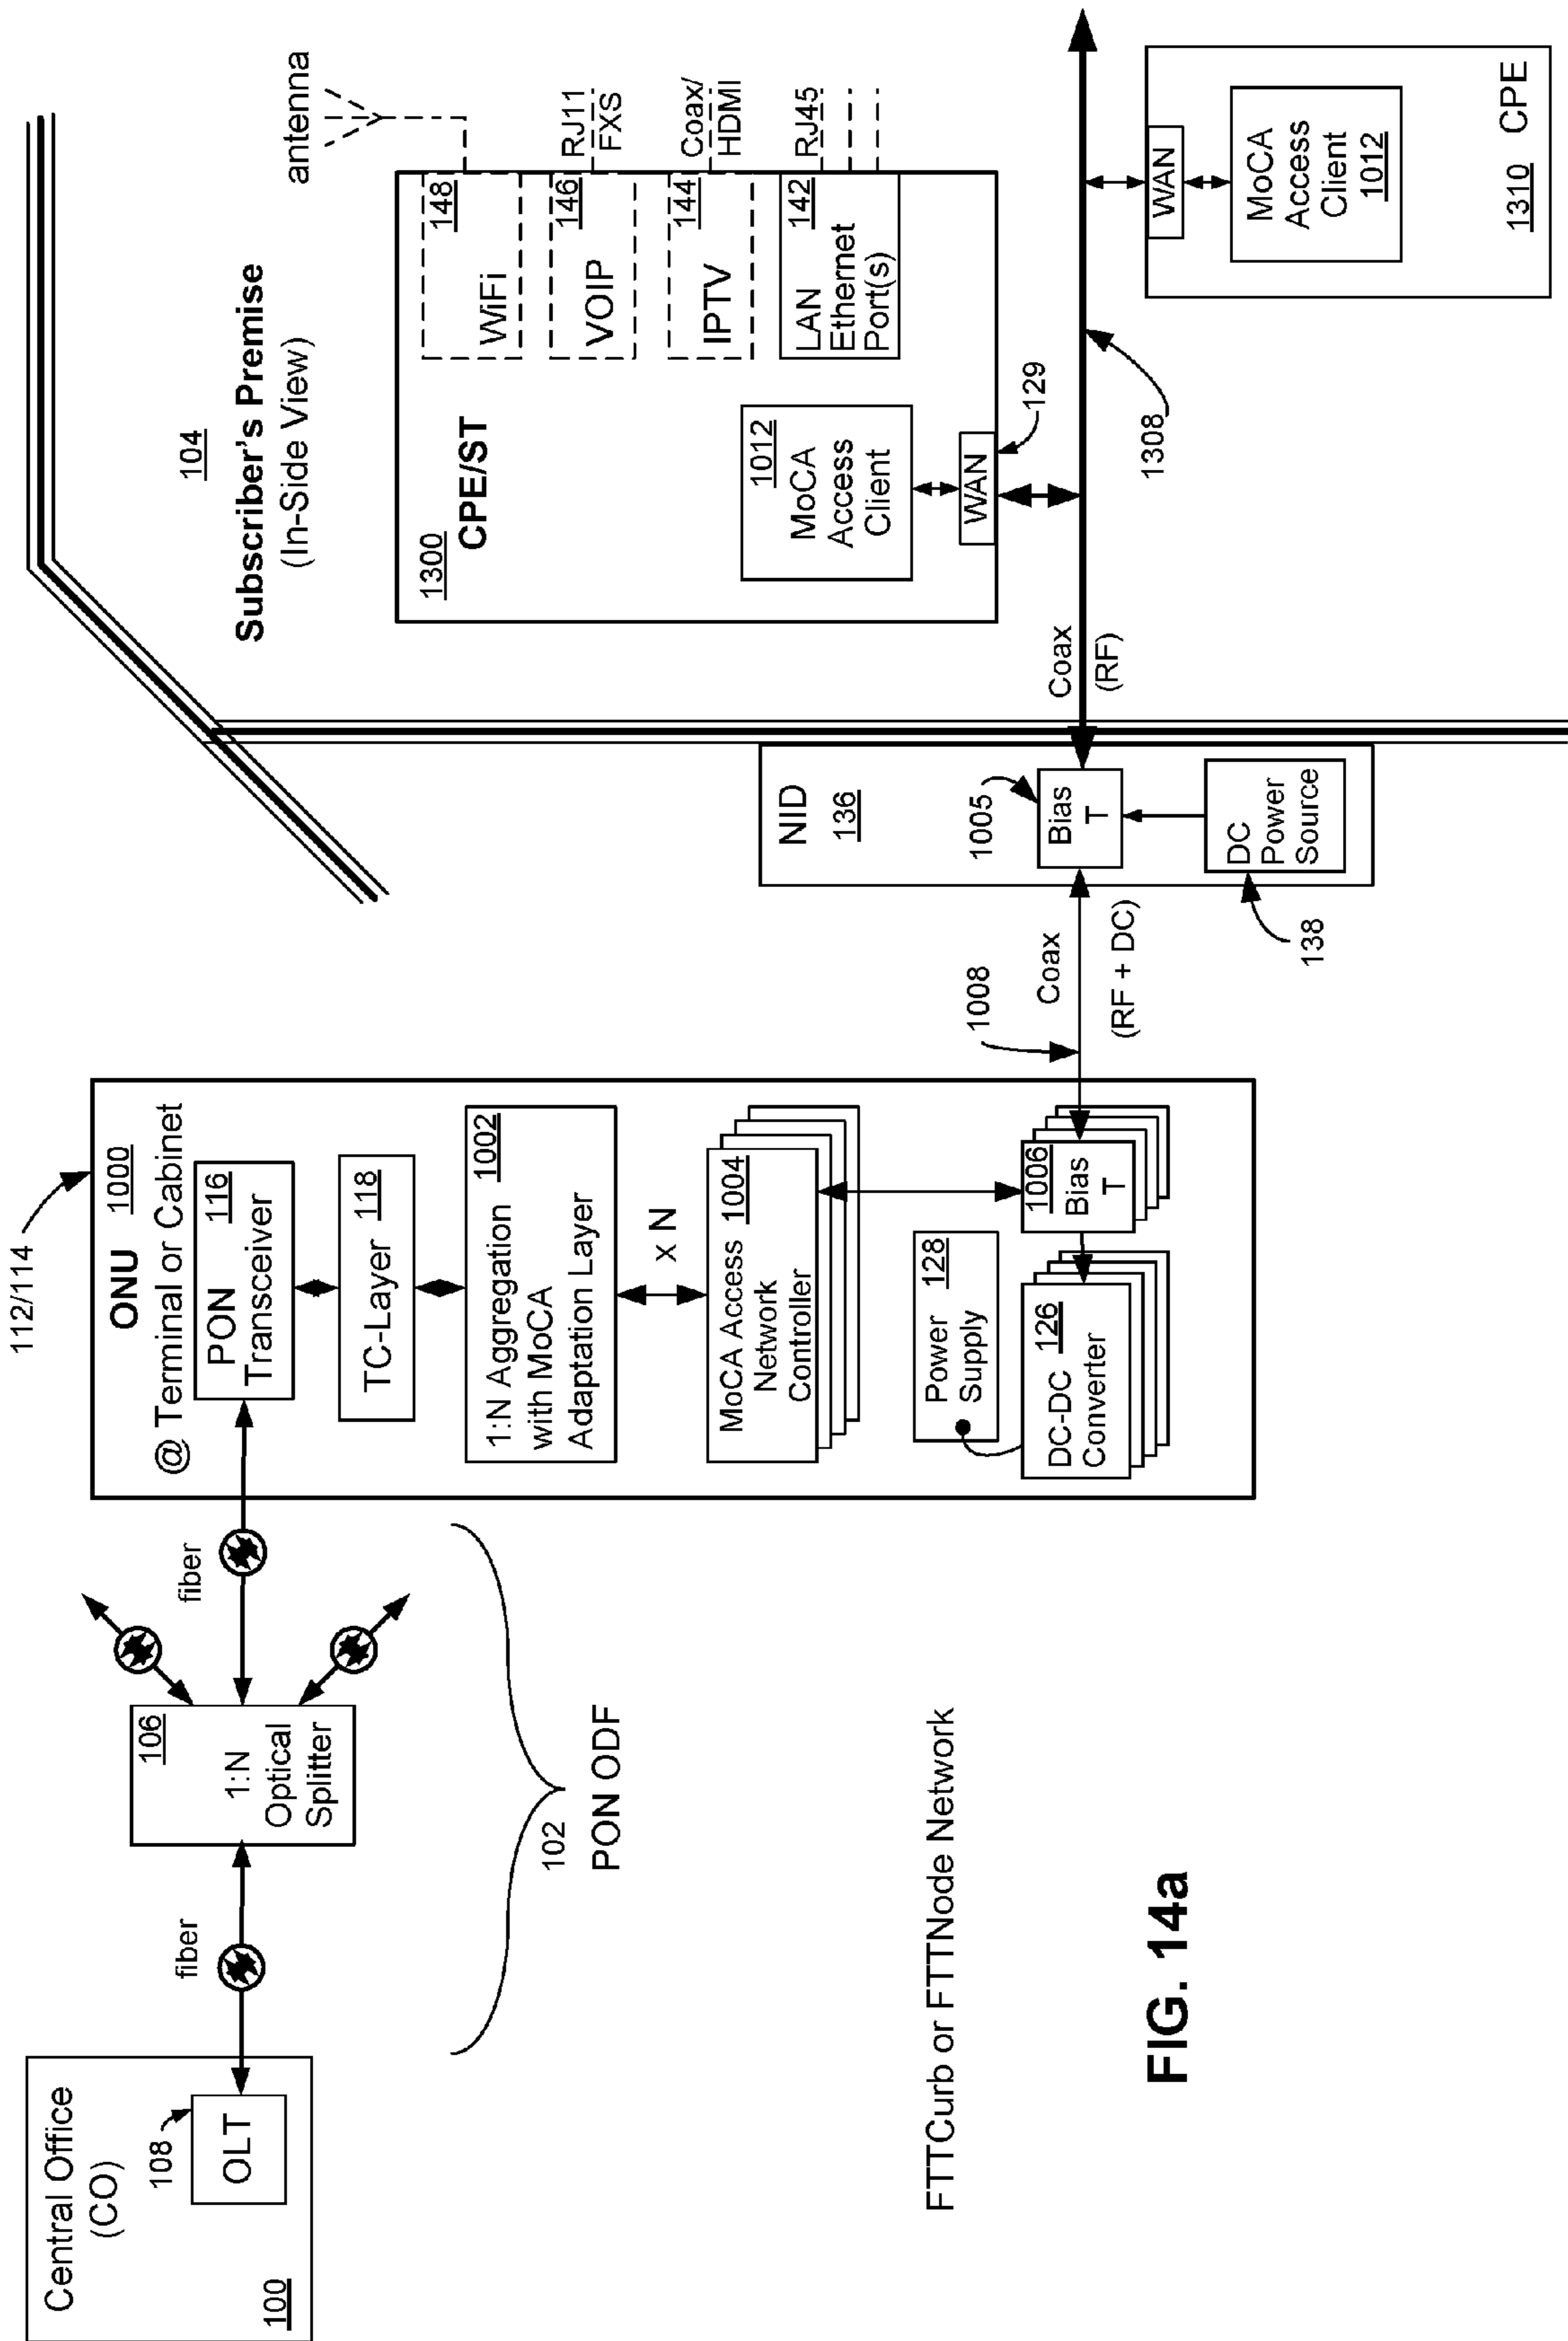 Central Office
(CO)
108
OLT
100
fiber
106
1:N
Optical
Splitter
fiber
102
PON ODF
112/114
ONU
1000
@ Terminal or Cabinet
PON
116
Transceiver
TC-Layer
118
1:N Aggregation
1002
with MoCA
Adaptation Layer
x N
MoCA Access
1004
Network
Controller
Power
128
Supply
DC-DC
126
Converter
1006
Bias
T
1008
Coax
(RF + DC)
NID
136
1005
Bias
T
DC
Power
Source
138
104
Subscriber's Premise
(In-Side View)
antenna
1300
CPE/ST
148
WiFi
146
VOIP
RJ11
FXS
144
IPTV
Coax/
HDMI
142
LAN
Ethernet
Port(s)
RJ45
1012
MoCA
Access
Client
WAN
129
Coax
(RF)
1308
WAN
MoCA
Access
Client
1012
1310
CPE
FTTCurb or FTTNode Network
FIG. 14a